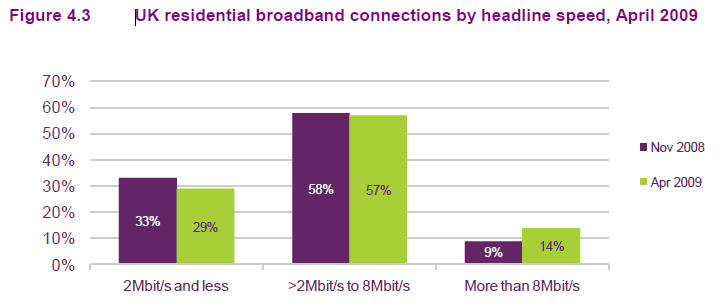 Figure 4.3 UK residential broadband connections by headline speed, April 2009
70%
60%
50%
40%
30%
20%
10%
0%
33%
29%
58%
57%
9%
14%
2Mbit/s and less
>2Mbit/s to 8Mbit/s
More than 8Mbit/s
Nov 2008
Apr 2009